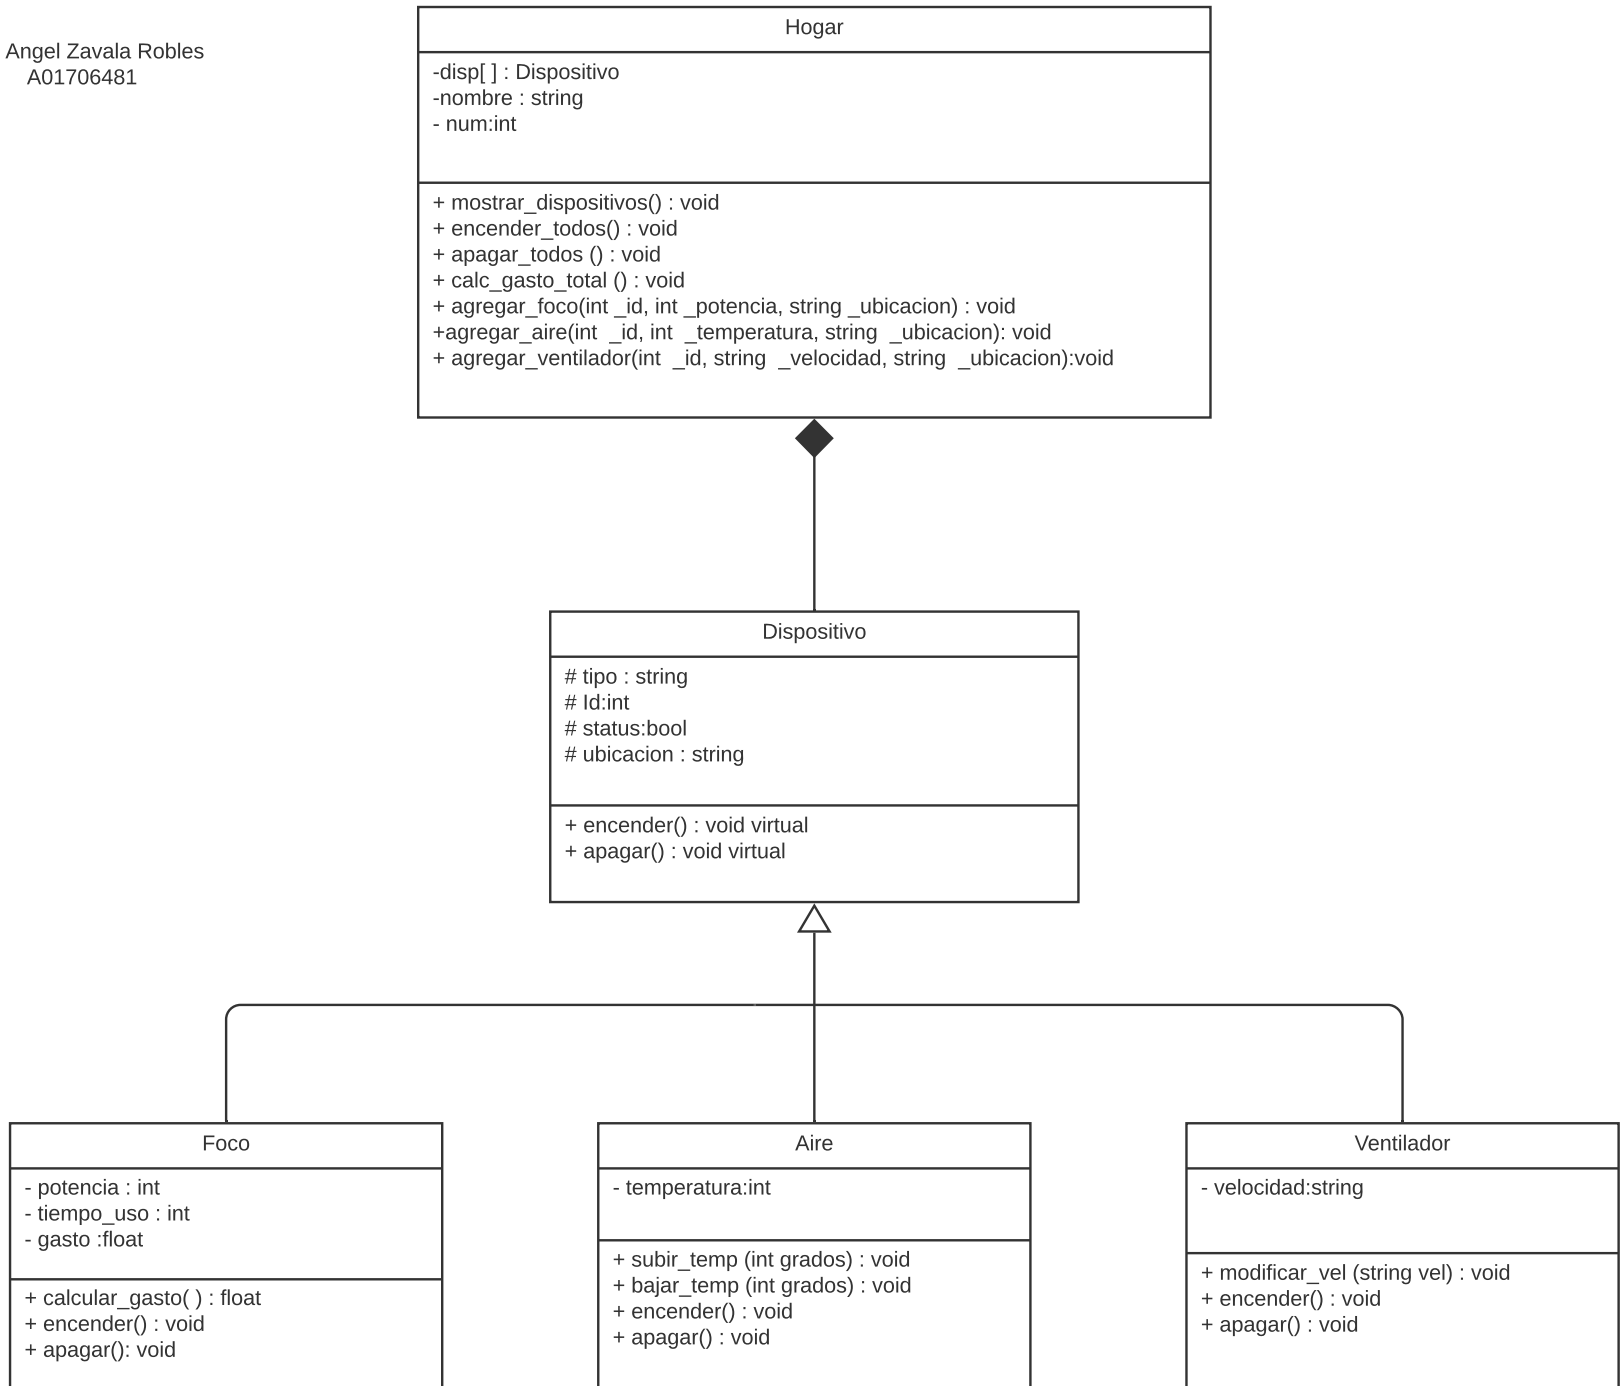 Angel Zavala Robles
A01706481
Hogar
-disp[ ] : Dispositivo
-nombre : string
- num:int
+ mostrar_dispositivos() : void
+ encender_todos() : void
+ apagar_todos () : void
+ calc_gasto_total () : void
+ agregar_foco(int _id, int _potencia, string _ubicacion) : void
+agregar_aire(int  _id, int  _temperatura, string  _ubicacion): void
+ agregar_ventilador(int  _id, string  _velocidad, string  _ubicacion):void
Dispositivo
# tipo : string
# Id:int
# status:bool
# ubicacion : string
+ encender() : void virtual
+ apagar() : void virtual
Foco
- potencia : int
- tiempo_uso : int
- gasto :float
+ calcular_gasto( ) : float
+ encender() : void
+ apagar(): void
Aire
- temperatura:int
+ subir_temp (int grados) : void
+ bajar_temp (int grados) : void
+ encender() : void
+ apagar() : void
Ventilador
- velocidad:string
+ modificar_vel (string vel) : void
+ encender() : void
+ apagar() : void